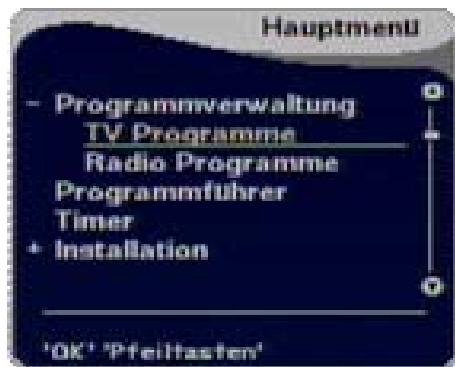 Hauptmenü
- Programmverwaltung
TV Programme
Radio Programme
Programmführer
Timer
+ Installation
'OK' 'Pfeiltasten'